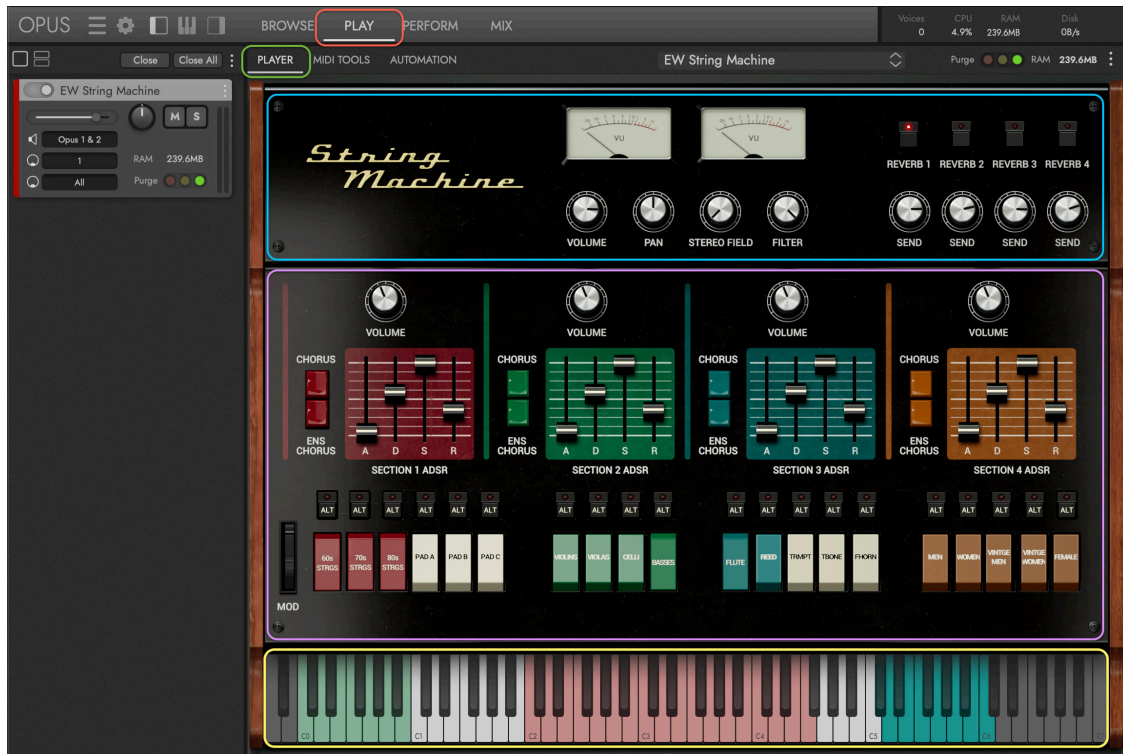 OPUS BROWSE PLAY PERFORM MIX
Voices CPU RAM Disk
0 4.9% 239.6MB 0B/s
Close Close All PLAYER MIDI TOOLS AUTOMATION EW String Machine Purge RAM 239.6MB
EW String Machine
M S
Opus 1 & 2
1 RAM 239.6MB
All Purge
String
Machine
VU VU
REVERB 1 REVERB 2 REVERB 3 REVERB 4
VOLUME PAN STEREO FIELD FILTER SEND SEND SEND SEND
VOLUME VOLUME VOLUME VOLUME
CHORUS CHORUS CHORUS CHORUS
ENS ENS ENS ENS
CHORUS CHORUS CHORUS CHORUS
A D S R A D S R A D S R A D S R
SECTION 1 ADSR SECTION 2 ADSR SECTION 3 ADSR SECTION 4 ADSR
ALT ALT ALT ALT ALT ALT ALT ALT ALT ALT ALT ALT ALT ALT ALT ALT ALT ALT ALT ALT
60s STRGS 70s STRGS 80s STRGS PAD A PAD B PAD C VIOLINS VIOLAS CELLI BASSES FLUTE REED TRMPT TBONE FHORN MEN WOMEN VINTGE MEN VINTGE WOMEN FEMALE
MOD
C0 C1 C2 C3 C4 C5 C6